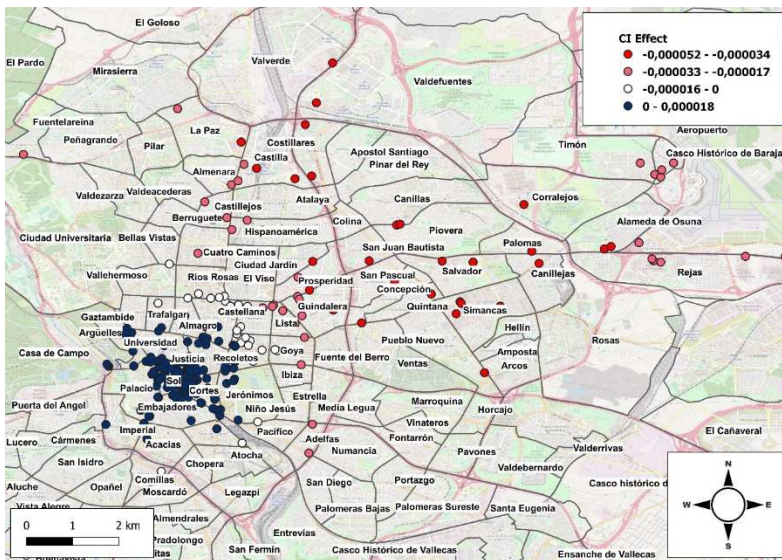 El Goloso
CI Effect
-0,000052 - -0,000034
-0,000033 - -0,000017
-0,000016 - 0
0 - 0,000018
Valverde
El Pardo
Mirasierra
Valdefuentes
Fuentelareina
La Paz
Aeropuerto
Peñagrande
Costillares
Timón
Pilar
Castilla
Apostol Santiago
Casco Histórico de Baraja
Pinar del Rey
Almenara
Valdezarza
Valdeacederas
Atalaya
Canillas
Corralejos
Castillejos
Berruguete
Colina
Piovera
Alameda de Osuna
Hispanoamérica
Ciudad Universitaria
Bellas Vistas
San Juan Bautista
Palomas
Cuatro Caminos
Ciudad Jardín
San Pascual
Salvador
Canillejas
Rejas
Vallehermoso
Rios Rosas
El Viso
Prosperidad
Concepción
Gaztambide
Trafalgar
Castellana
Guindalera
Quintana
Simancas
Argüelles
Almagro
Lista
Universidad
Hellín
Casa de Campo
Justicia
Recoletos
Goya
Pueblo Nuevo
Rosas
Fuente del Berro
Ventas
Amposta
Arcos
Sol
Ibiza
Palacio
Cortes
Jerónimos
Estrella
Marroquina
Puerta del Angel
Embajadores
Niño Jesús
Media Legua
Horcajo
Imperial
Pacífico
Vinateros
El Cañaveral
Lucero
Cármenes
Acacias
Adelfas
Fontarrón
Valderrivas
Atocha
Numancia
Pavones
San Isidro
Chopera
Valdebernardo
Aluche
Opañel
Comillas
Moscardó
Legazpi
San Diego
Portazgo
Casco histórico d
Vista Alegre
Palomeras Bajas
Palomeras Sureste
Santa Eugenia
Almendrales
Pradolongo
Entrevías
San Fermín
Casco Histórico de Vallecas
Ensanche de Vallecas
N
W
E
S
0 1 2 km